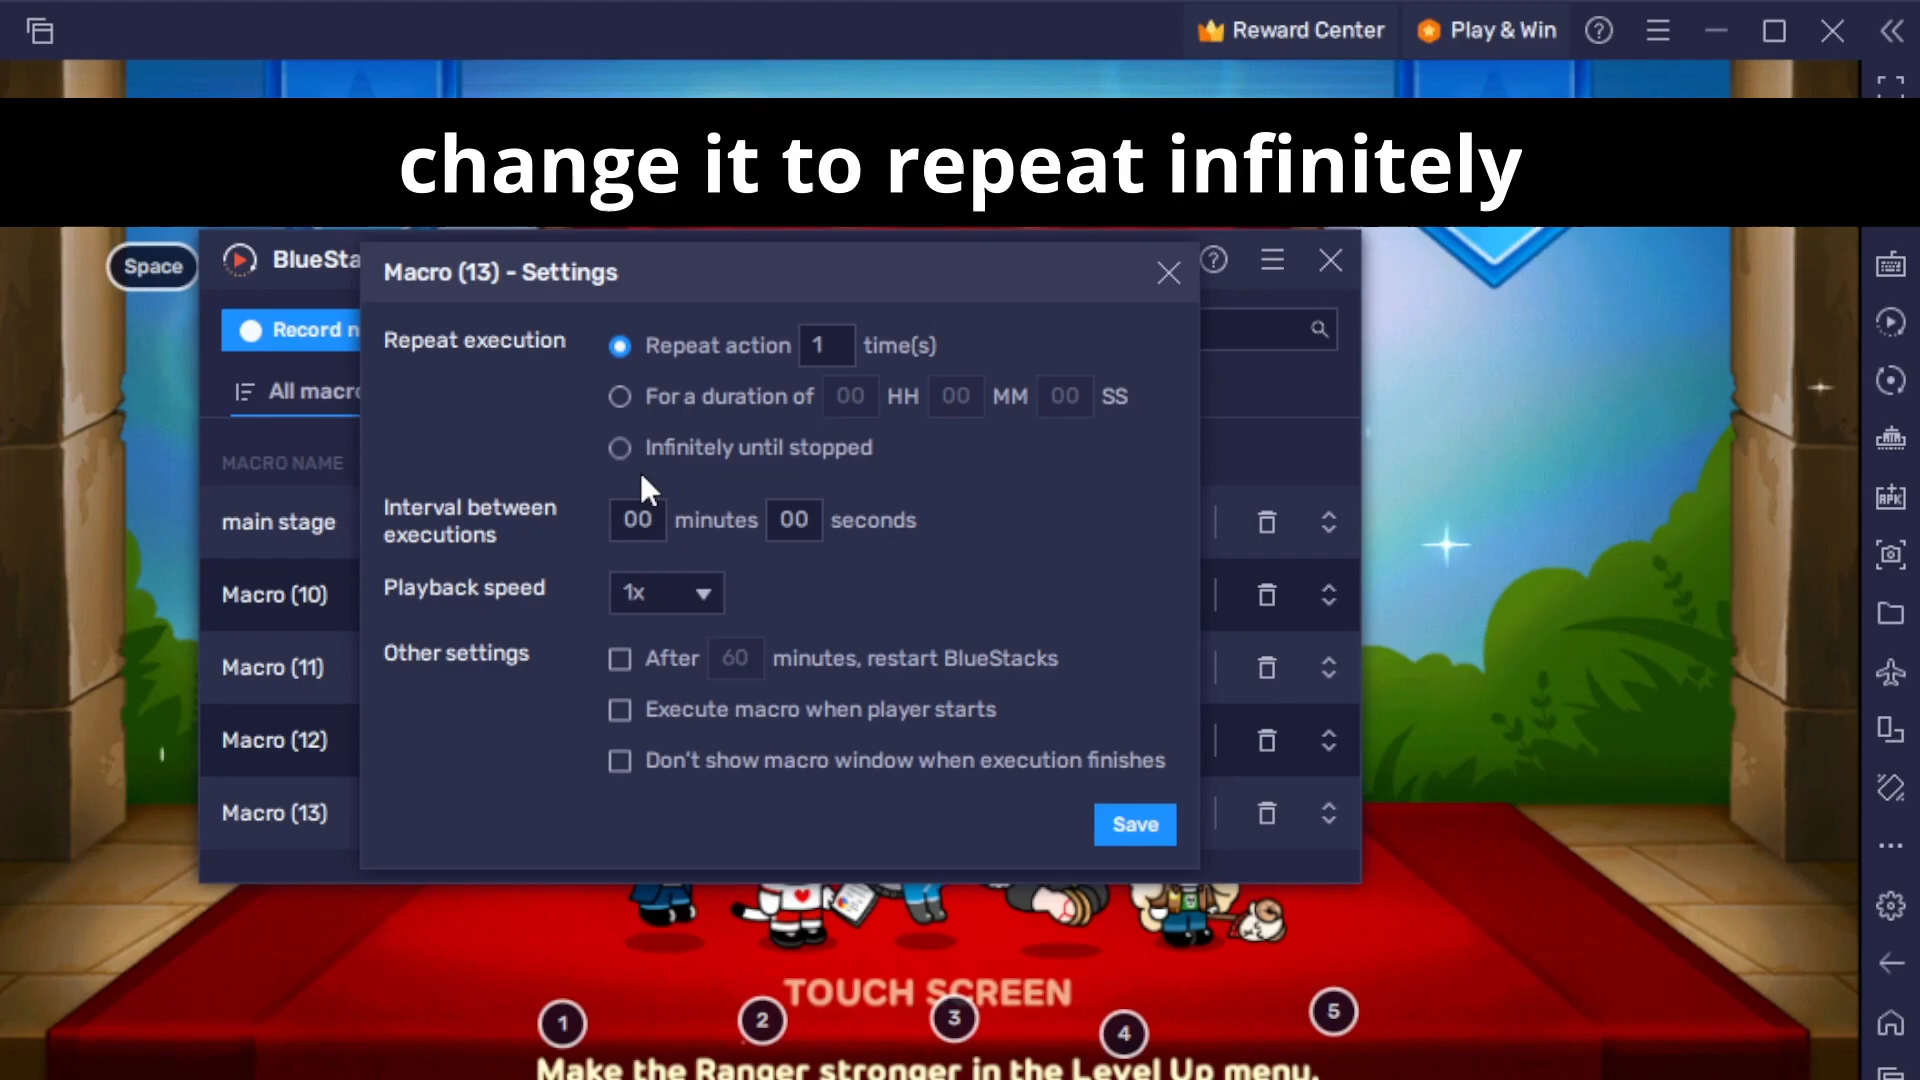 Reward Center Play & Win
change it to repeat infinitely
Space
BlueSta
Macro (13) - Settings
Record n
Repeat execution
Repeat action 1 time(s)
All macro
For a duration of 00 HH 00 MM 00 SS
Infinitely until stopped
MACRO NAME
main stage
Interval between
executions
00 minutes 00 seconds
Macro (10)
Playback speed 1x
Macro (11)
Other settings
After 60 minutes, restart BlueStacks
Execute macro when player starts
Macro (12)
Don't show macro window when execution finishes
Macro (13)
Save
APK
TOUCH SCREEN
1 2 3 4 5
Make the Ranger stronger in the Level Up menu.